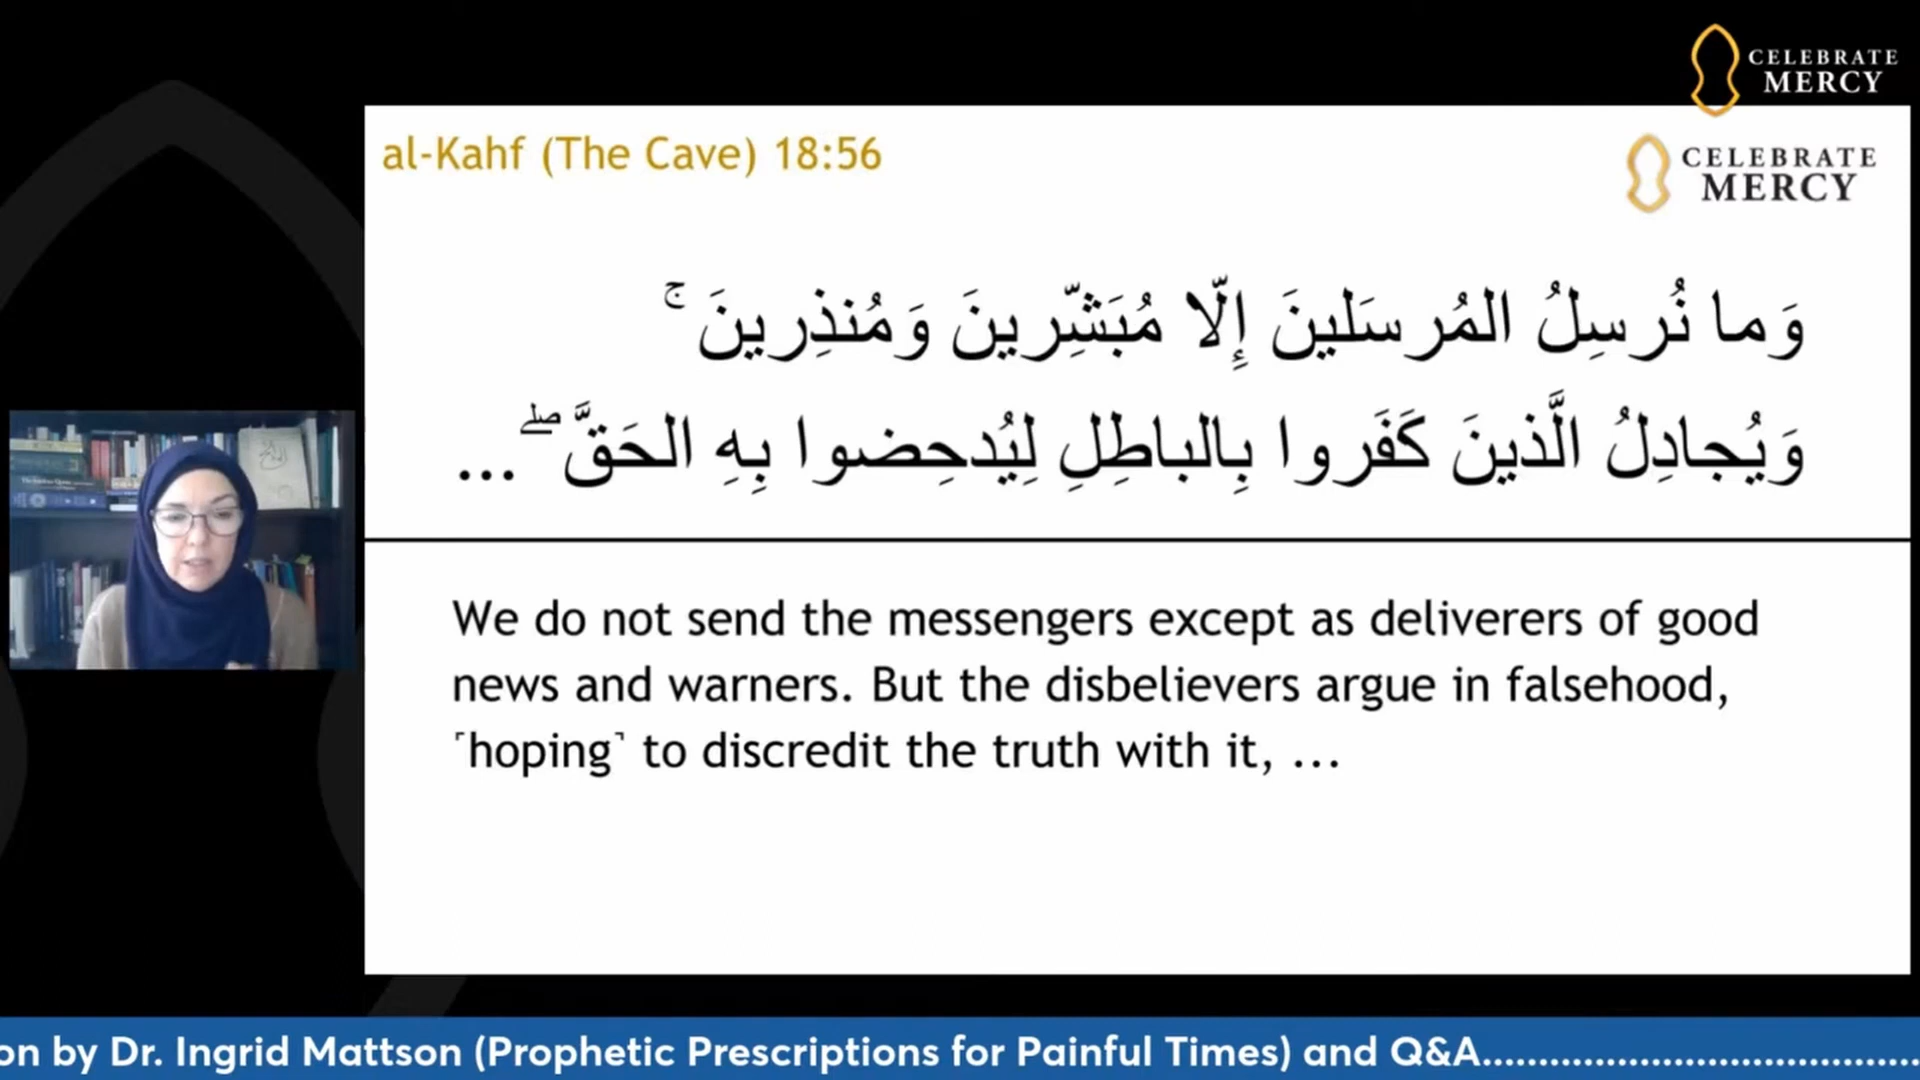 CELEBRATE
MERCY
al-Kahf (The Cave) 18:56
CELEBRATE
MERCY
وَما نُرسِلُ المُرسَلينَ إِلّا مُبَشِّرينَ وَمُنذِرينَ ۚ
وَيُجادِلُ الَّذينَ كَفَروا بِالباطِلِ لِيُدحِضوا بِهِ الحَقَّ ۖ ...
We do not send the messengers except as deliverers of good
news and warners. But the disbelievers argue in falsehood,
˹hoping˺ to discredit the truth with it, ...
on by Dr. Ingrid Mattson (Prophetic Prescriptions for Painful Times) and Q&A....................................